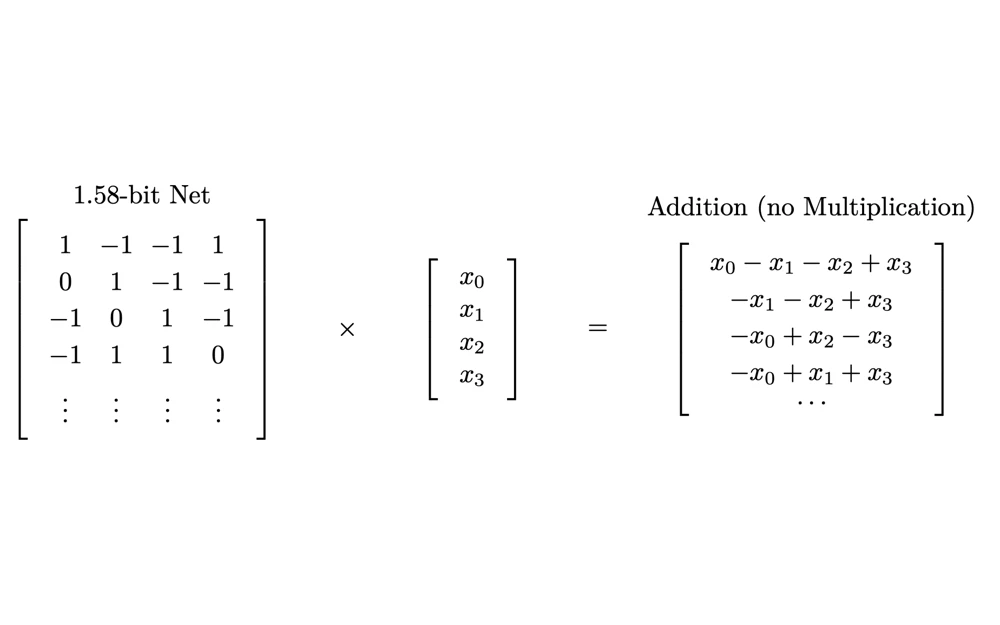 1.58-bit Net
1 −1 −1 1
0 1 −1 −1
−1 0 1 −1
−1 1 1 0
⋮ ⋮ ⋮ ⋮
×
x₀
x₁
x₂
x₃
=
Addition (no Multiplication)
x₀ − x₁ − x₂ + x₃
−x₁ − x₂ + x₃
−x₀ + x₂ − x₃
−x₀ + x₁ + x₃
⋯